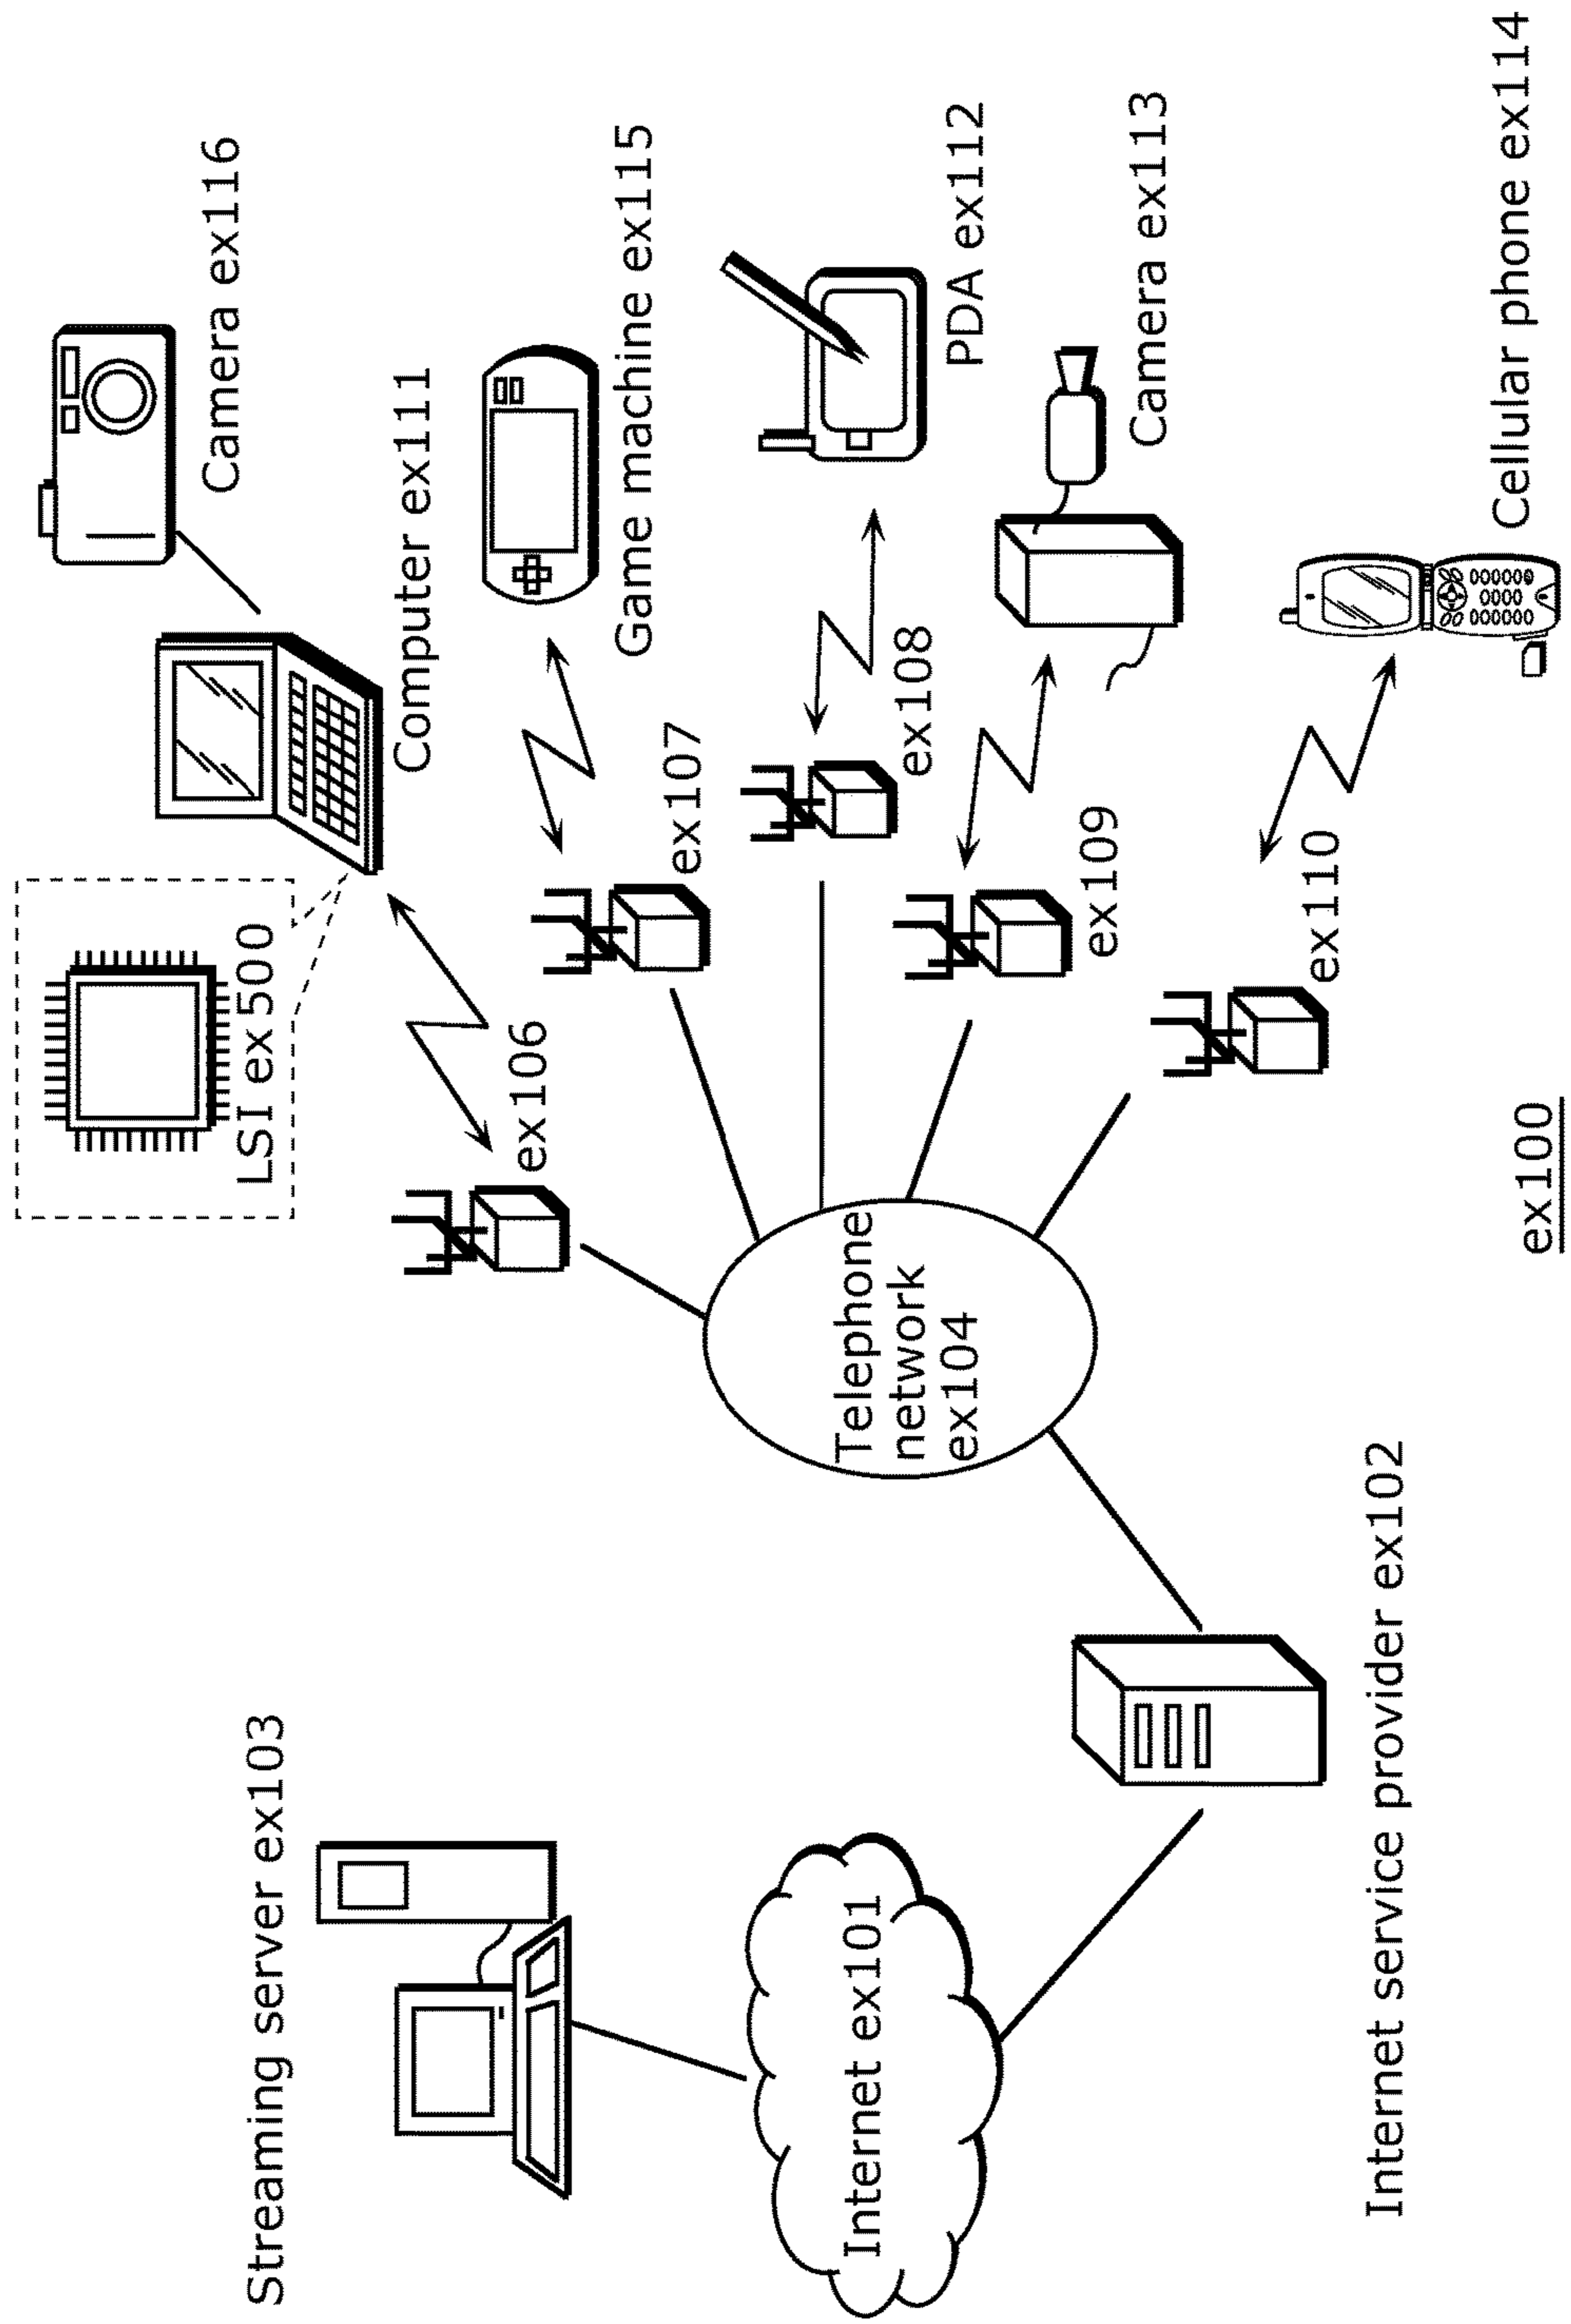 Streaming server ex103
Internet ex101
Internet service provider ex102
Telephone
network
ex104
LSI ex500
ex106
ex107
ex108
ex109
ex110
Camera ex116
Computer ex111
Game machine ex115
PDA ex112
Camera ex113
Cellular phone ex114
ex100